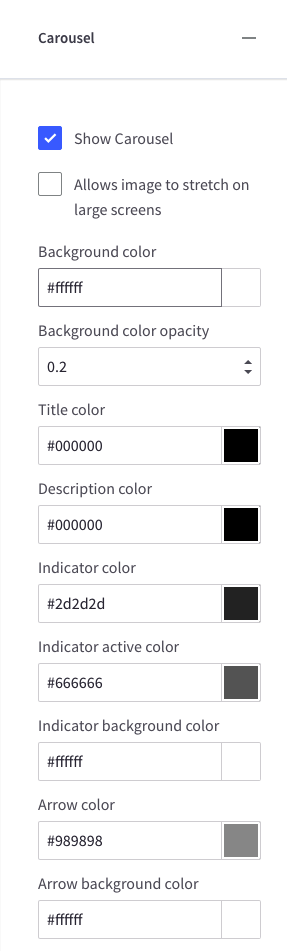 Carousel
Show Carousel
Allows image to stretch on
large screens
Background color
#ffffff
Background color opacity
0.2
Title color
#000000
Description color
#000000
Indicator color
#2d2d2d
Indicator active color
#666666
Indicator background color
#ffffff
Arrow color
#989898
Arrow background color
#ffffff